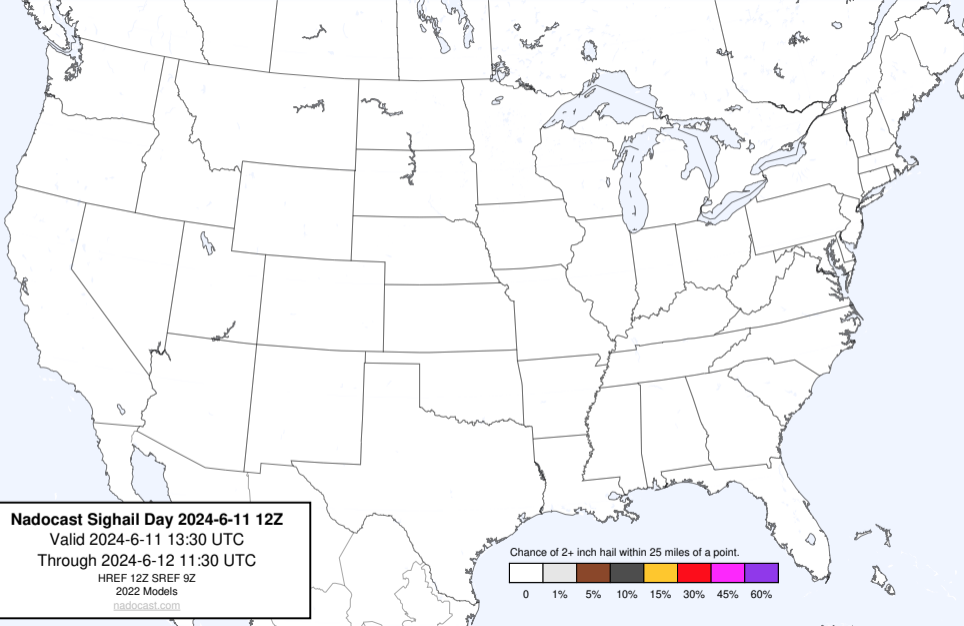 Nadocast Sighail Day 2024-6-11 12Z
Valid 2024-6-11 13:30 UTC
Through 2024-6-12 11:30 UTC
HREF 12Z SREF 9Z
2022 Models
nadocast.com
Chance of 2+ inch hail within 25 miles of a point.
0 1% 5% 10% 15% 30% 45% 60%